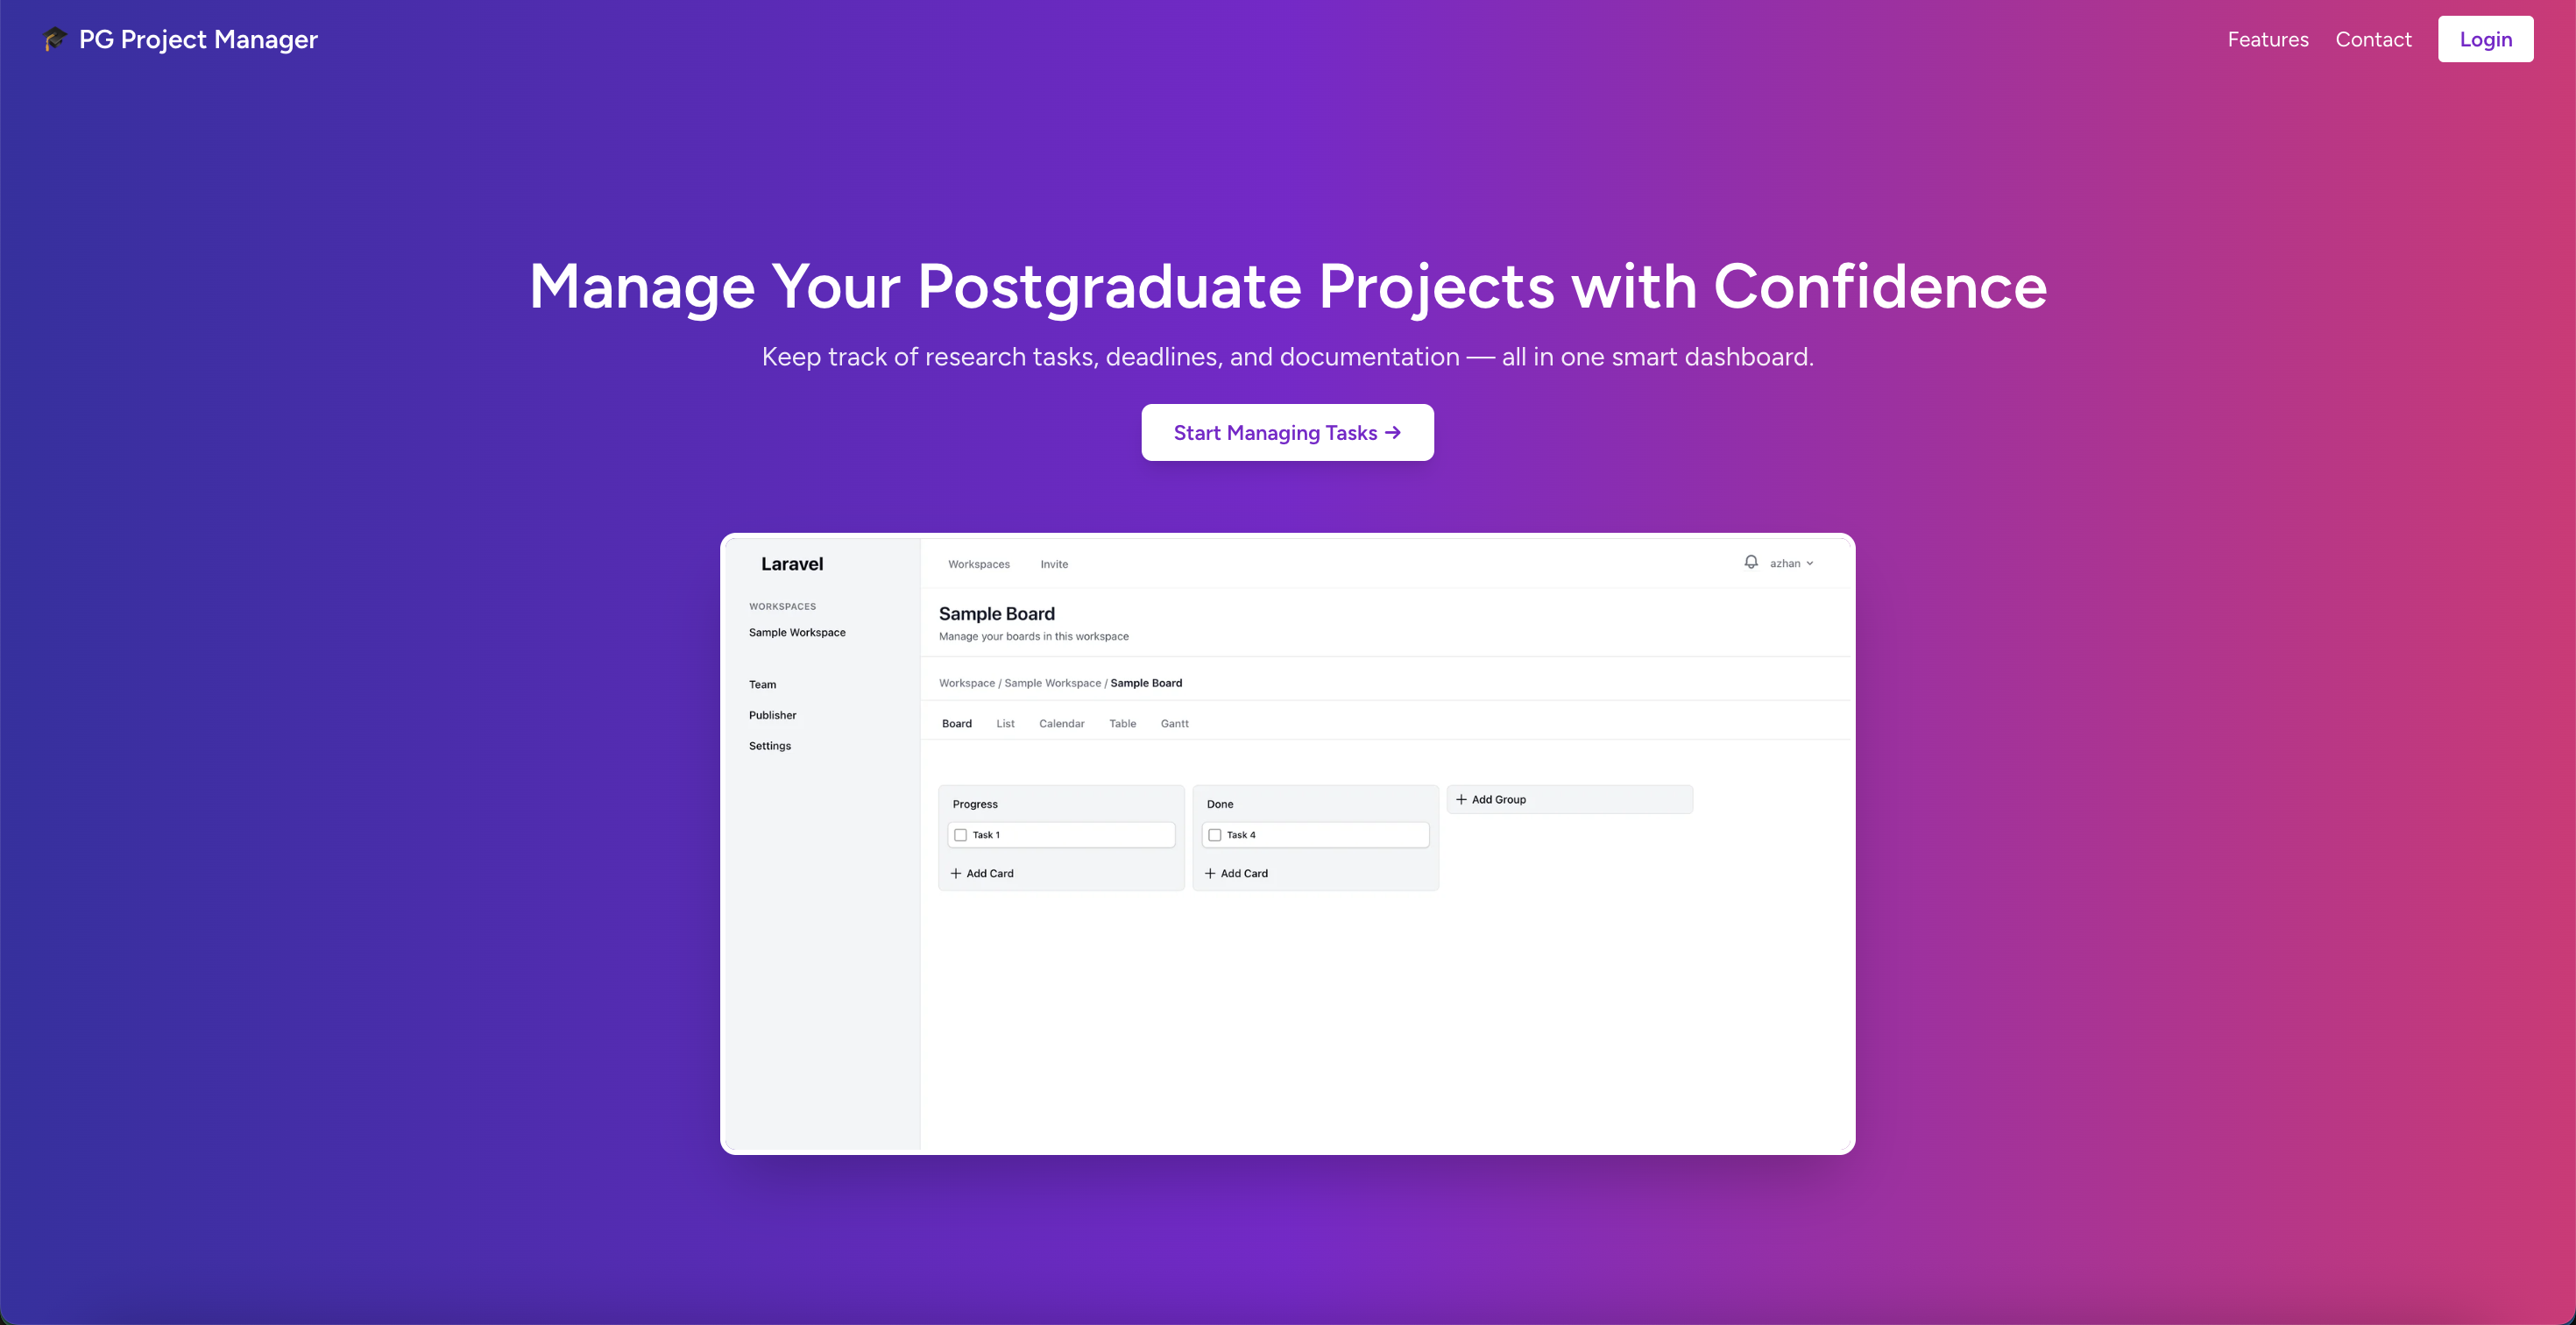 PG Project Manager
Features Contact Login
Manage Your Postgraduate Projects with Confidence
Keep track of research tasks, deadlines, and documentation — all in one smart dashboard.
Start Managing Tasks →
Laravel
WORKSPACES
Sample Workspace
Team
Publisher
Settings
Workspaces Invite
azhan
Sample Board
Manage your boards in this workspace
Workspace / Sample Workspace / Sample Board
Board List Calendar Table Gantt
Progress
Task 1
+ Add Card
Done
Task 4
+ Add Card
+ Add Group